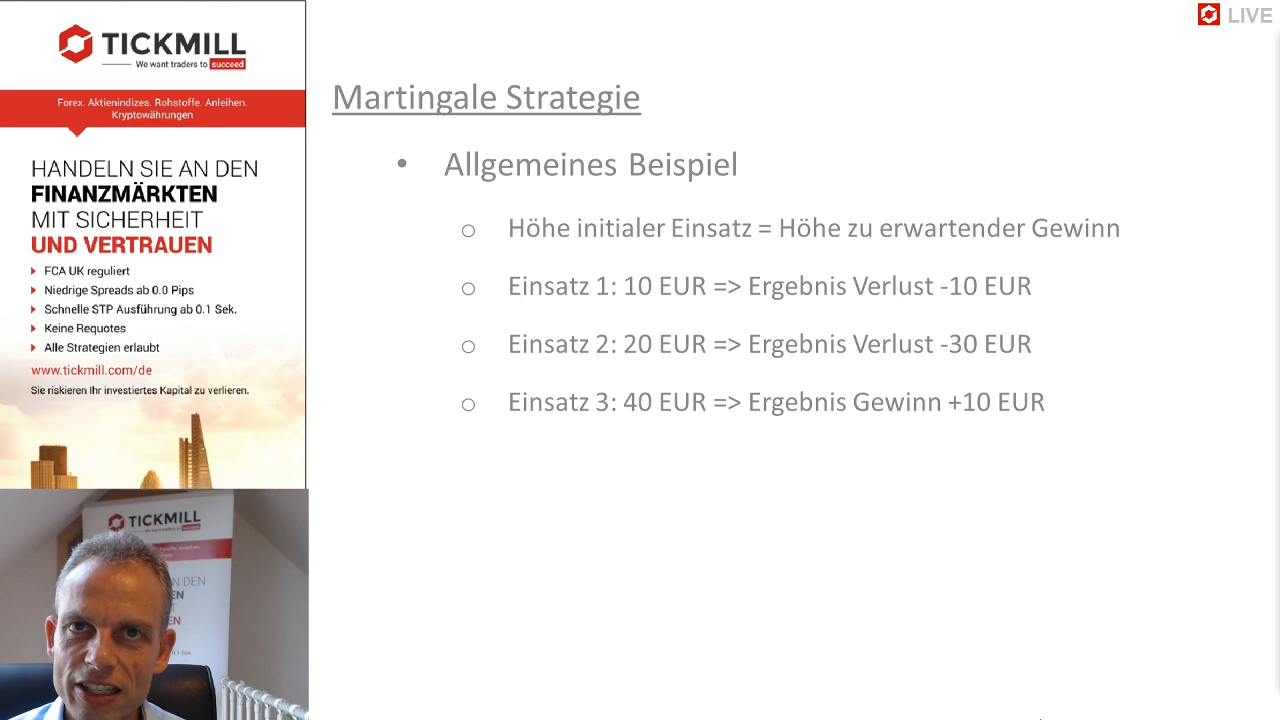 TICKMILL
We want traders to succeed
Forex. Aktienindizes. Rohstoffe. Anleihen.
Kryptowährungen
HANDELN SIE AN DEN
FINANZMÄRKTEN
MIT SICHERHEIT
UND VERTRAUEN
FCA UK reguliert
Niedrige Spreads ab 0.0 Pips
Schnelle STP Ausführung ab 0.1 Sek.
Keine Requotes
Alle Strategien erlaubt
www.tickmill.com/de
Sie riskieren Ihr investiertes Kapital zu verlieren.
LIVE
Martingale Strategie
• Allgemeines Beispiel
o Höhe initialer Einsatz = Höhe zu erwartender Gewinn
o Einsatz 1: 10 EUR => Ergebnis Verlust -10 EUR
o Einsatz 2: 20 EUR => Ergebnis Verlust -30 EUR
o Einsatz 3: 40 EUR => Ergebnis Gewinn +10 EUR
TICKMILL
N DEN
EN
T
EN